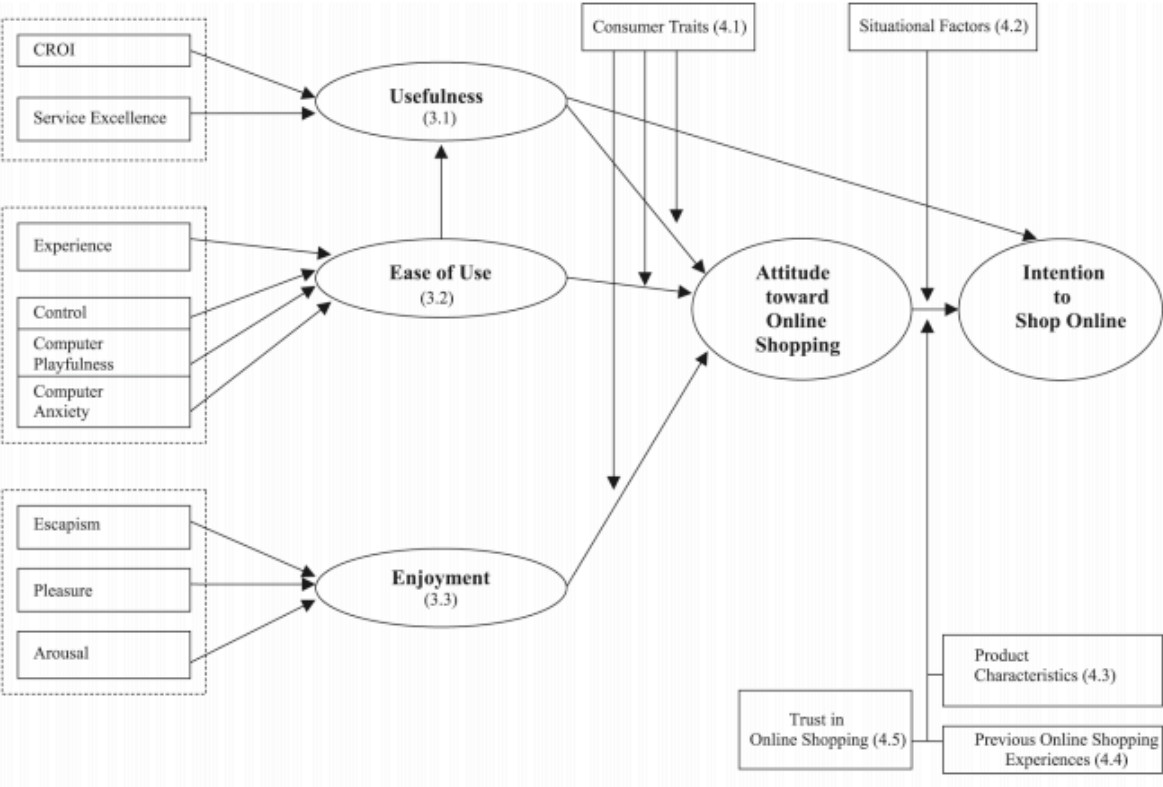 Consumer Traits (4.1)
Situational Factors (4.2)
CROI
Service Excellence
Usefulness
(3.1)
Experience
Control
Computer
Playfulness
Computer
Anxiety
Ease of Use
(3.2)
Attitude
toward
Online
Shopping
Intention
to
Shop Online
Escapism
Pleasure
Arousal
Enjoyment
(3.3)
Product
Characteristics (4.3)
Trust in
Online Shopping (4.5)
Previous Online Shopping
Experiences (4.4)